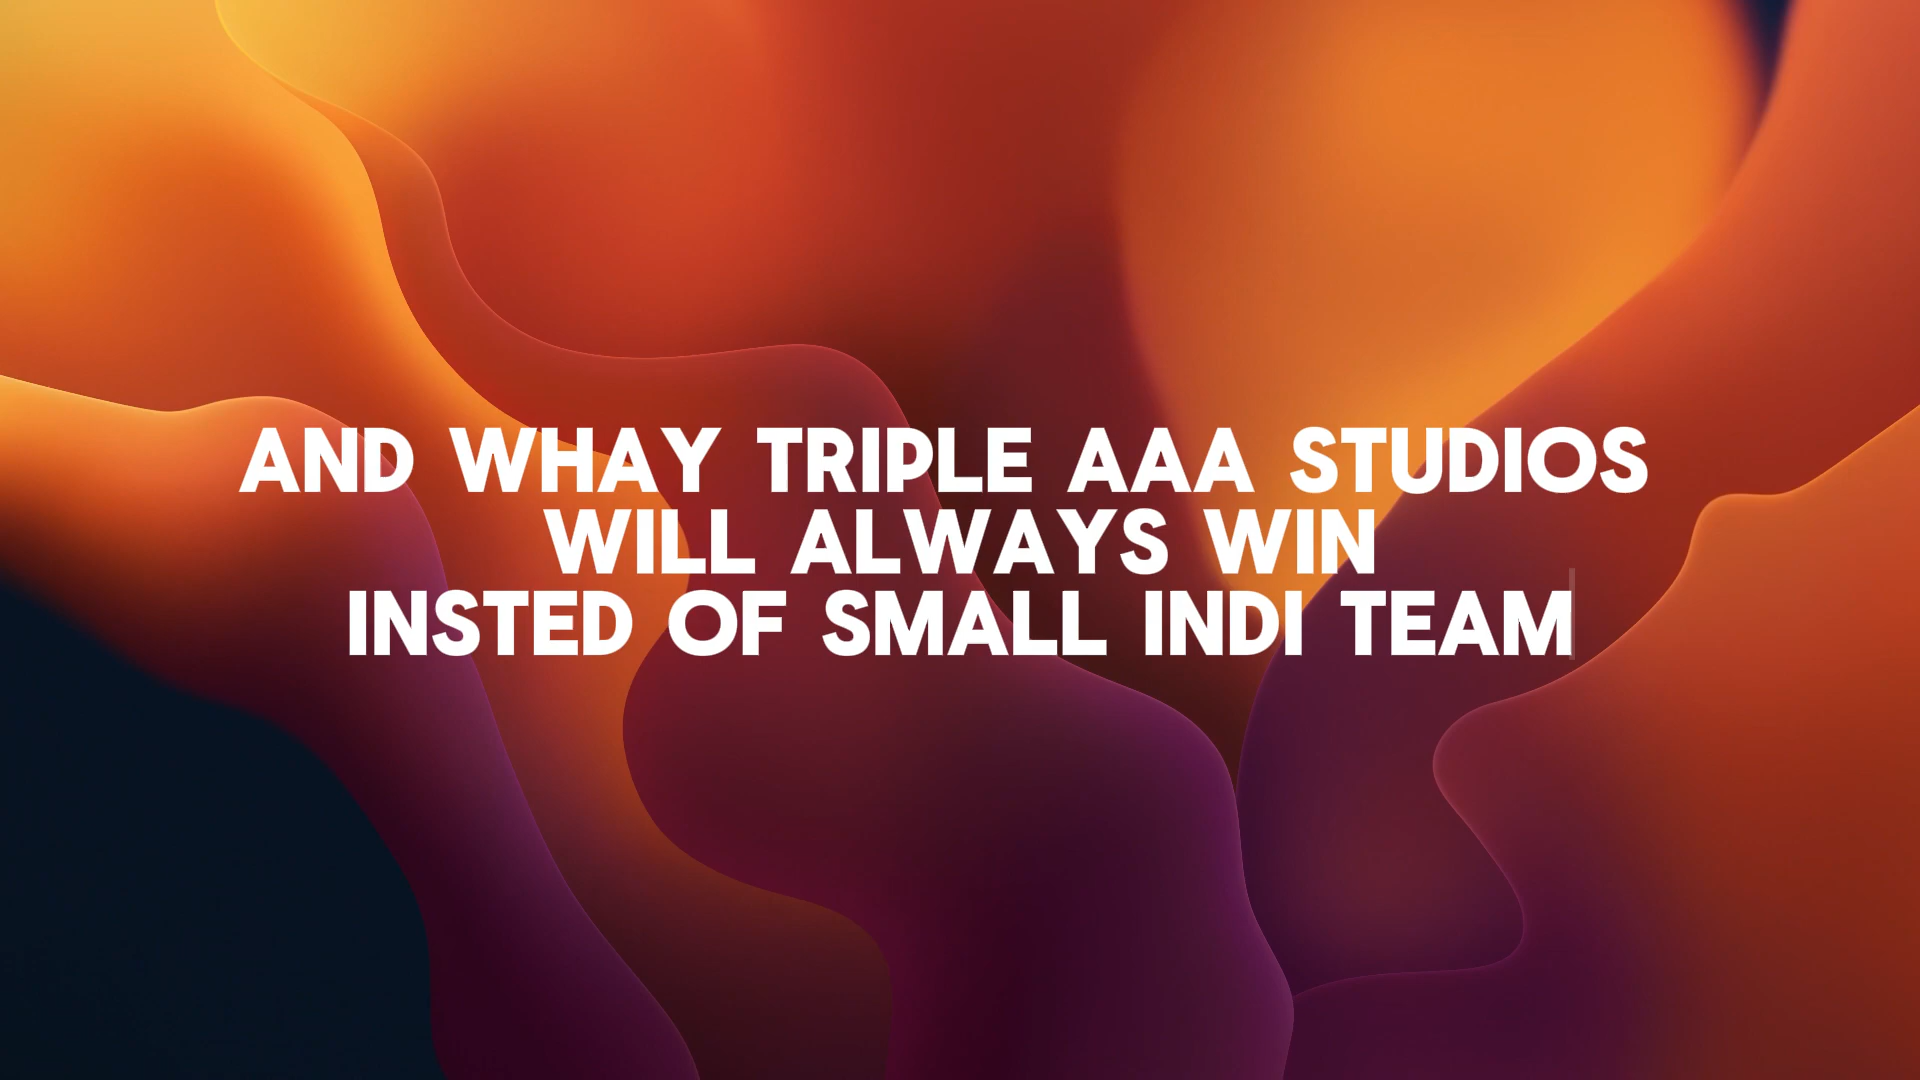 AND WHAY TRIPLE AAA STUDIOS
WILL ALWAYS WIN
INSTED OF SMALL INDI TEAM